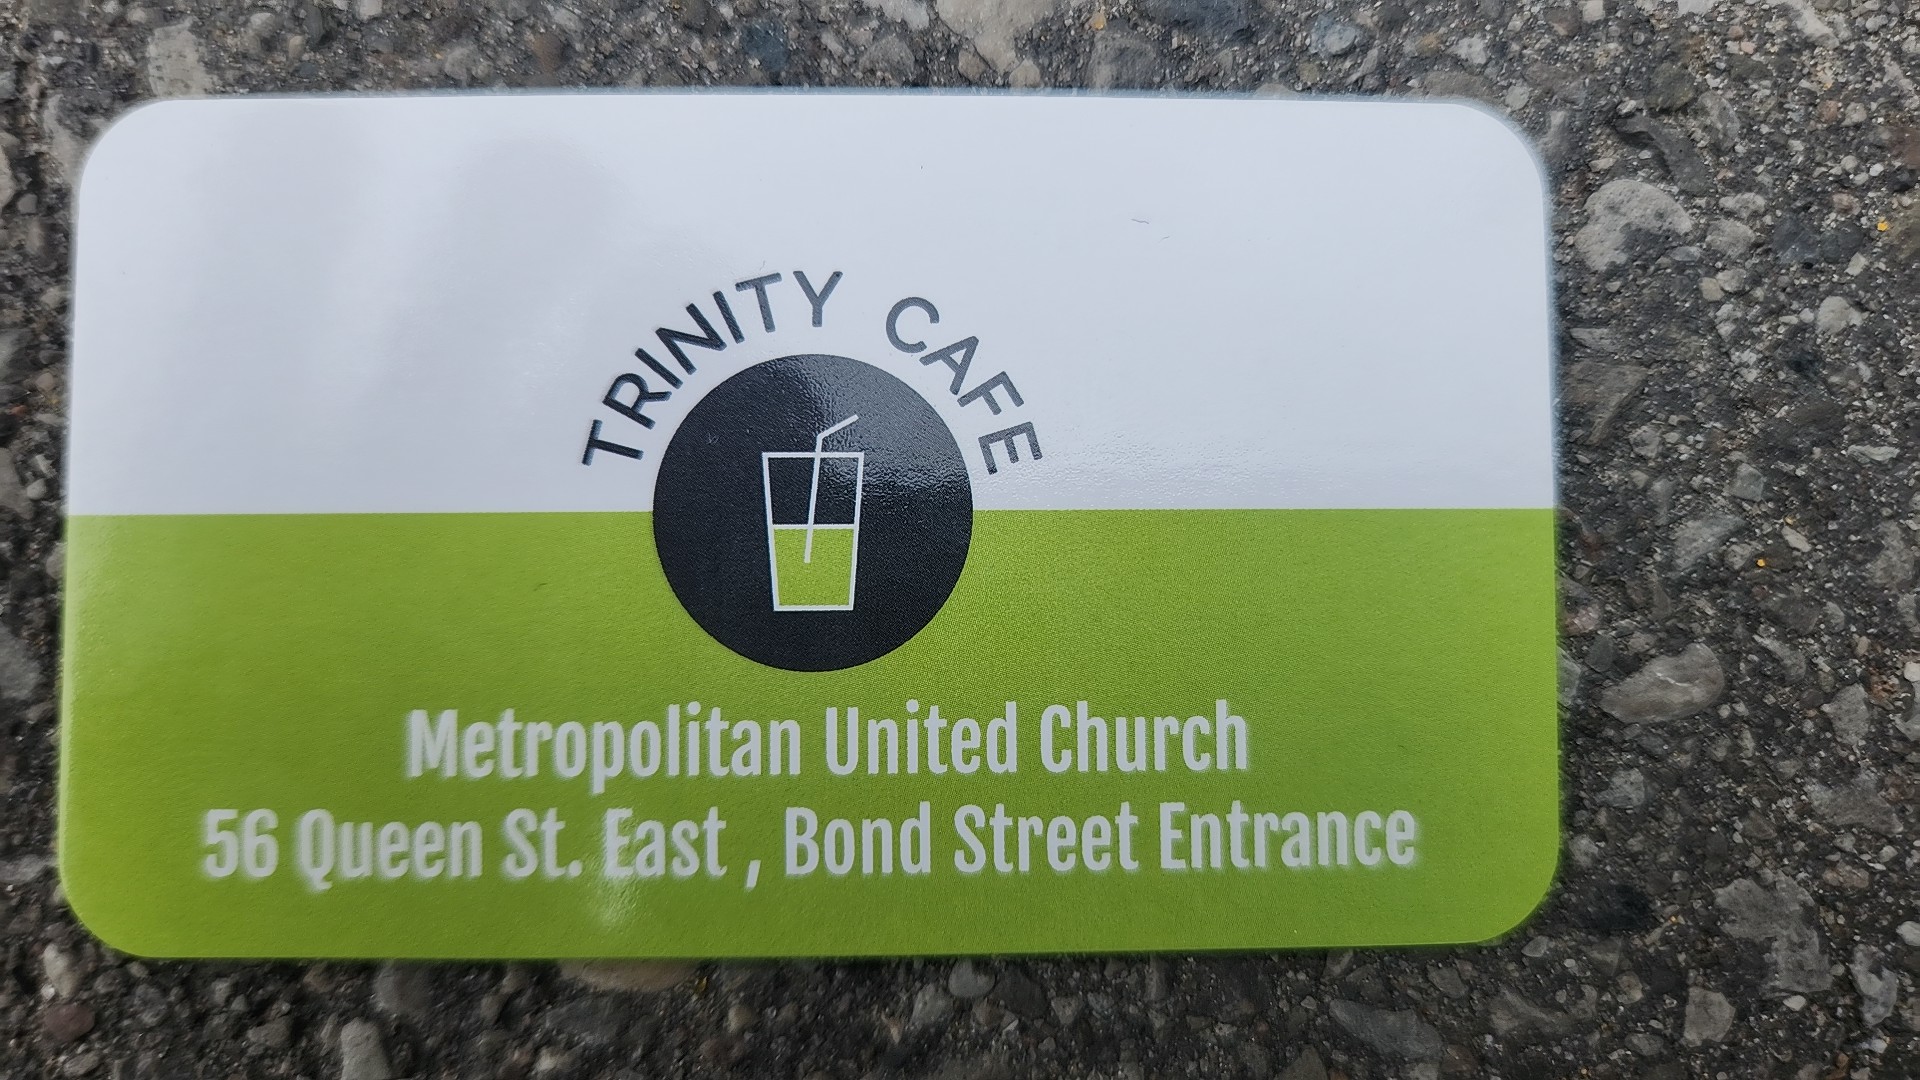 TRINITY CAFE
Metropolitan United Church
56 Queen St. East , Bond Street Entrance